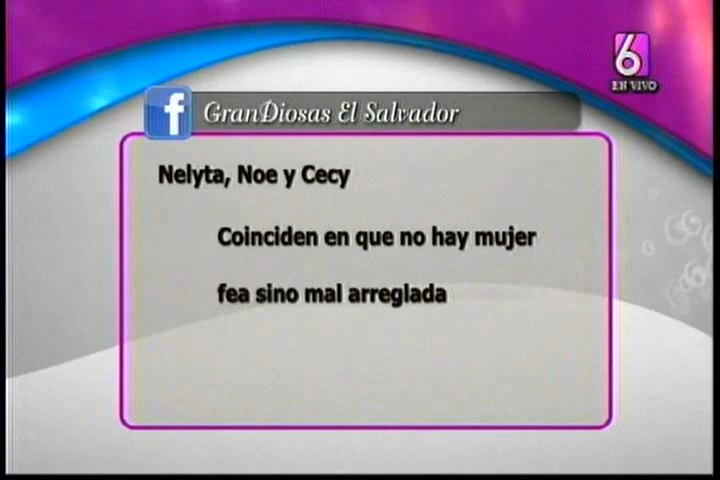 6
EN VIVO
f
GranDiosas El Salvador
Nelyta, Noe y Cecy
Coinciden en que no hay mujer
fea sino mal arreglada